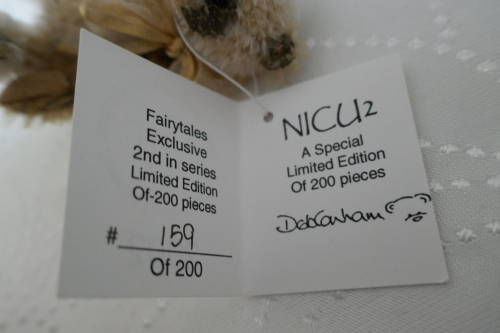 Fairytales
Exclusive
2nd in series
Limited Edition
Of-200 pieces
# 159
Of 200
NICU2
A Special
Limited Edition
Of 200 pieces
Deb Canham